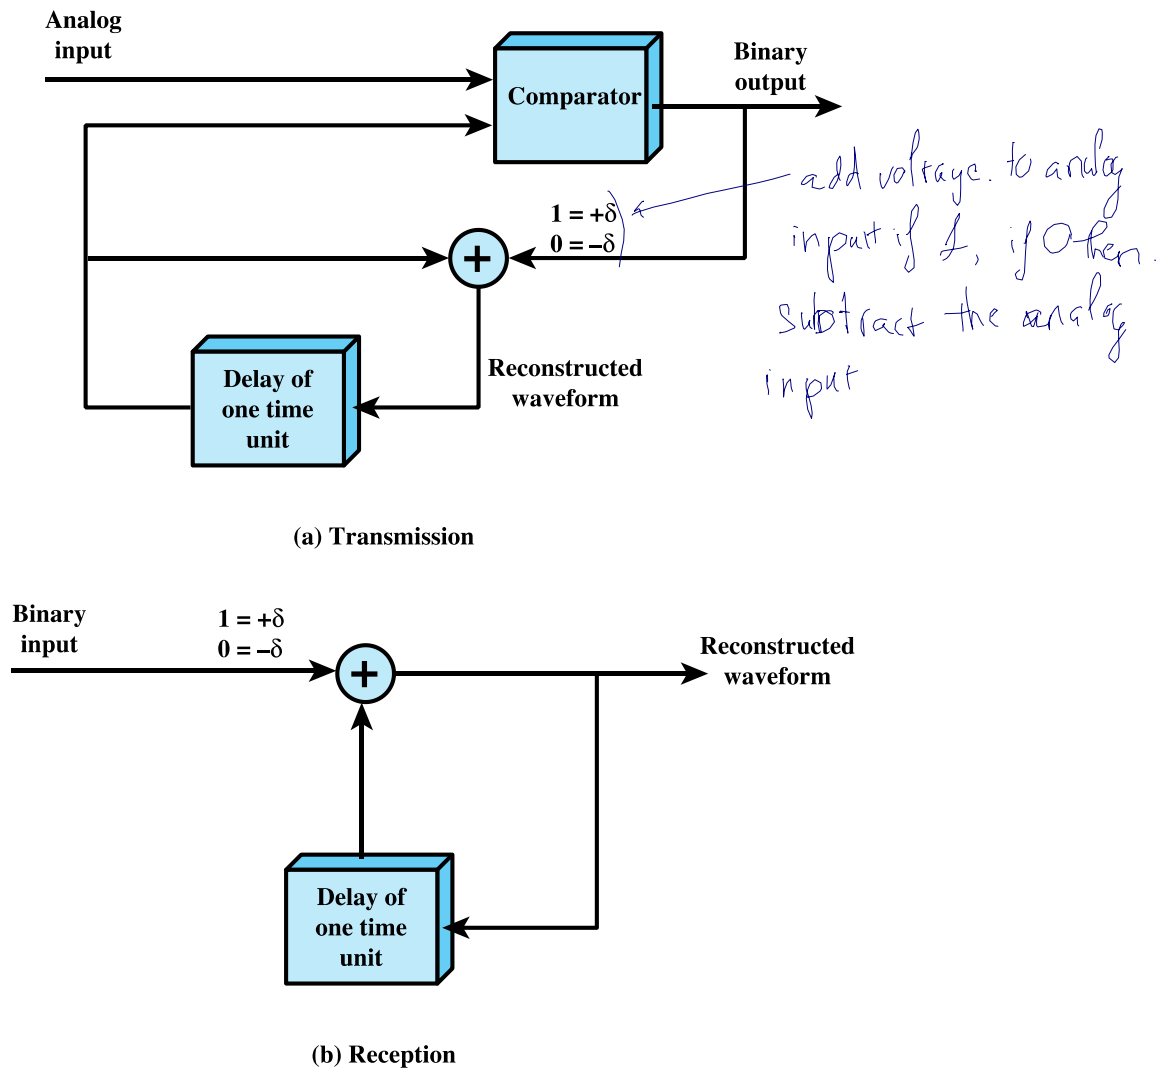 Analog
input
Comparator
Binary
output
add voltage. to analog
input if 1, if 0 then.
subtract the analog
input
1 = +δ
0 = −δ
+
Delay of
one time
unit
Reconstructed
waveform
(a) Transmission
Binary
input
1 = +δ
0 = −δ
+
Reconstructed
waveform
Delay of
one time
unit
(b) Reception